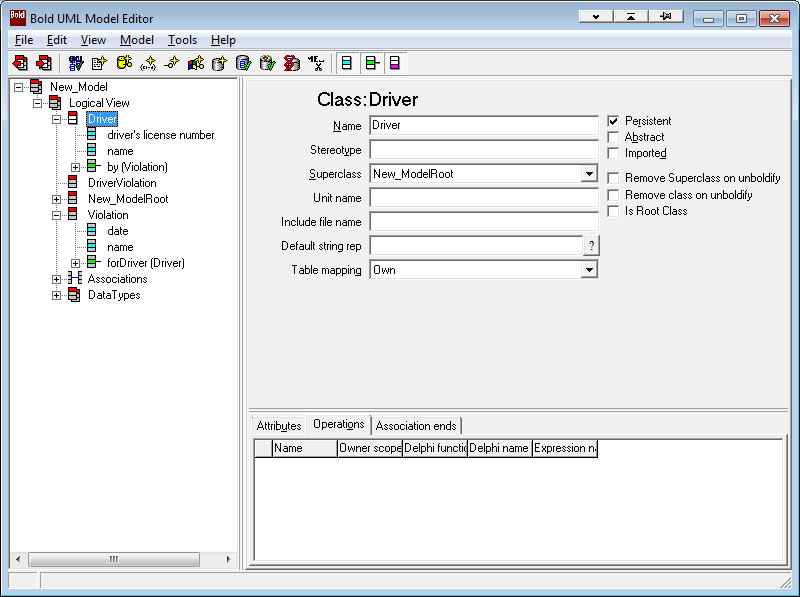 Bold
Bold UML Model Editor
File Edit View Model Tools Help
New_Model
Logical View
Driver
driver's license number
name
by (Violation)
DriverViolation
New_ModelRoot
Violation
date
name
forDriver (Driver)
Associations
DataTypes
Class:Driver
Name Driver
Stereotype
Superclass New_ModelRoot
Unit name
Include file name
Default string rep ?
Table mapping Own
Persistent
Abstract
Imported
Remove Superclass on unboldify
Remove class on unboldify
Is Root Class
Attributes Operations Association ends
Name Owner scope Delphi functi Delphi name Expression n